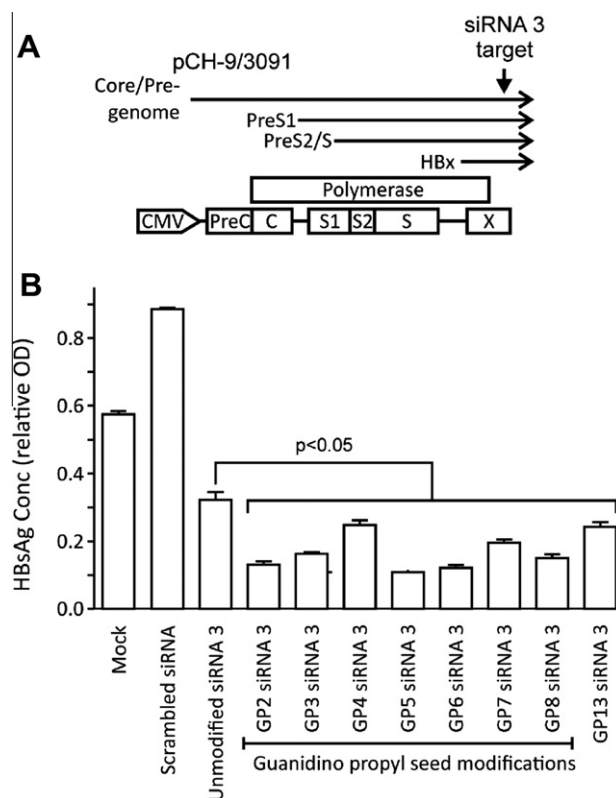 A
pCH-9/3091
siRNA 3
target
Core/Pre-
genome
PreS1
PreS2/S
HBx
Polymerase
CMV PreC C S1 S2 S X
B
HBsAg Conc (relative OD)
0.8
0.6
0.4
0.2
0.0
p<0.05
Mock
Scrambled siRNA
Unmodified siRNA 3
GP2 siRNA 3
GP3 siRNA 3
GP4 siRNA 3
GP5 siRNA 3
GP6 siRNA 3
GP7 siRNA 3
GP8 siRNA 3
GP13 siRNA 3
Guanidino propyl seed modifications